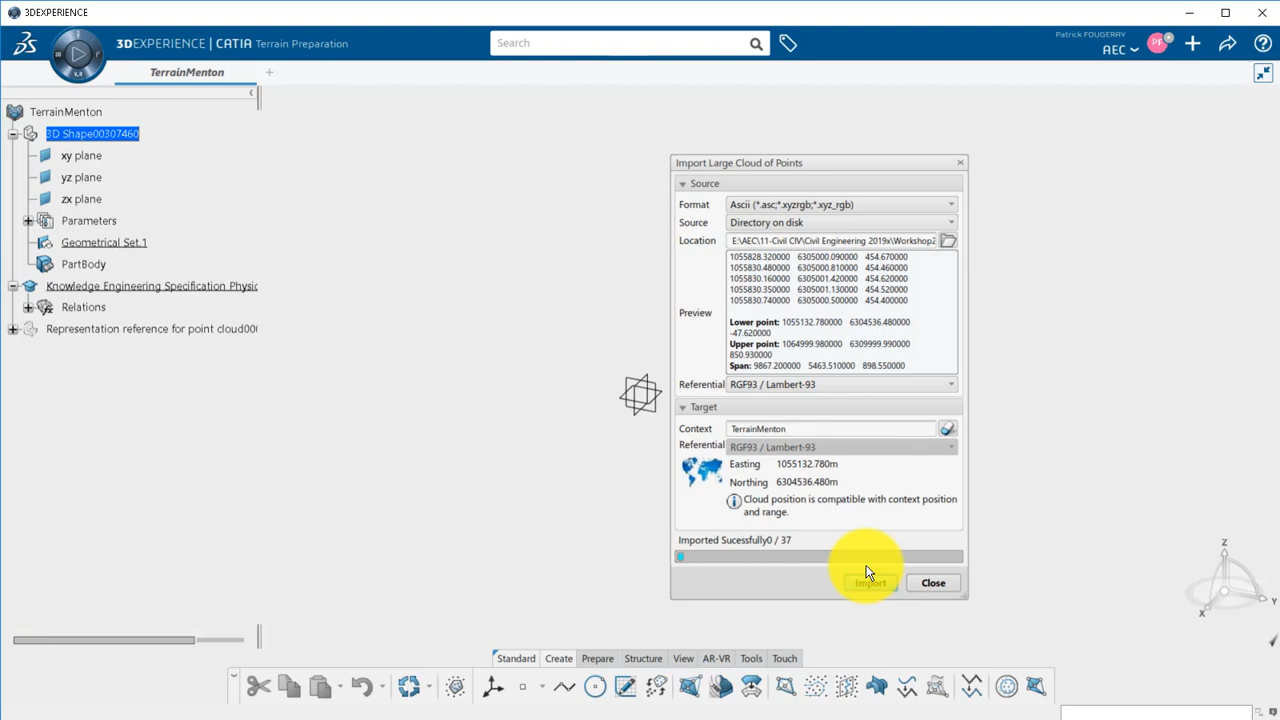 3DEXPERIENCE
3DEXPERIENCE | CATIA Terrain Preparation
Search
Patrick FOUGERAY
AEC
PF
TerrainMenton
TerrainMenton
3D Shape00307460
xy plane
yz plane
zx plane
Parameters
Geometrical Set.1
PartBody
Knowledge Engineering Specification Physic
Relations
Representation reference for point cloud000
Import Large Cloud of Points
Source
Format Ascii (*.asc;*.xyzrgb;*.xyz_rgb)
Source Directory on disk
Location E:\AEC\11-Civil CIV\Civil Engineering 2019x\Workshop2
Preview
1055828.320000 6305000.090000 454.670000
1055830.480000 6305000.810000 454.460000
1055830.160000 6305001.420000 454.620000
1055830.350000 6305001.130000 454.520000
1055830.740000 6305000.500000 454.400000
Lower point: 1055132.780000 6304536.480000
-47.620000
Upper point: 1064999.980000 6309999.990000
850.930000
Span: 9867.200000 5463.510000 898.550000
Referential RGF93 / Lambert-93
Target
Context TerrainMenton
Referential RGF93 / Lambert-93
Easting 1055132.780m
Northing 6304536.480m
Cloud position is compatible with context position
and range.
Imported Sucessfully0 / 37
Import Close
Z
Y
X
Standard Create Prepare Structure View AR-VR Tools Touch